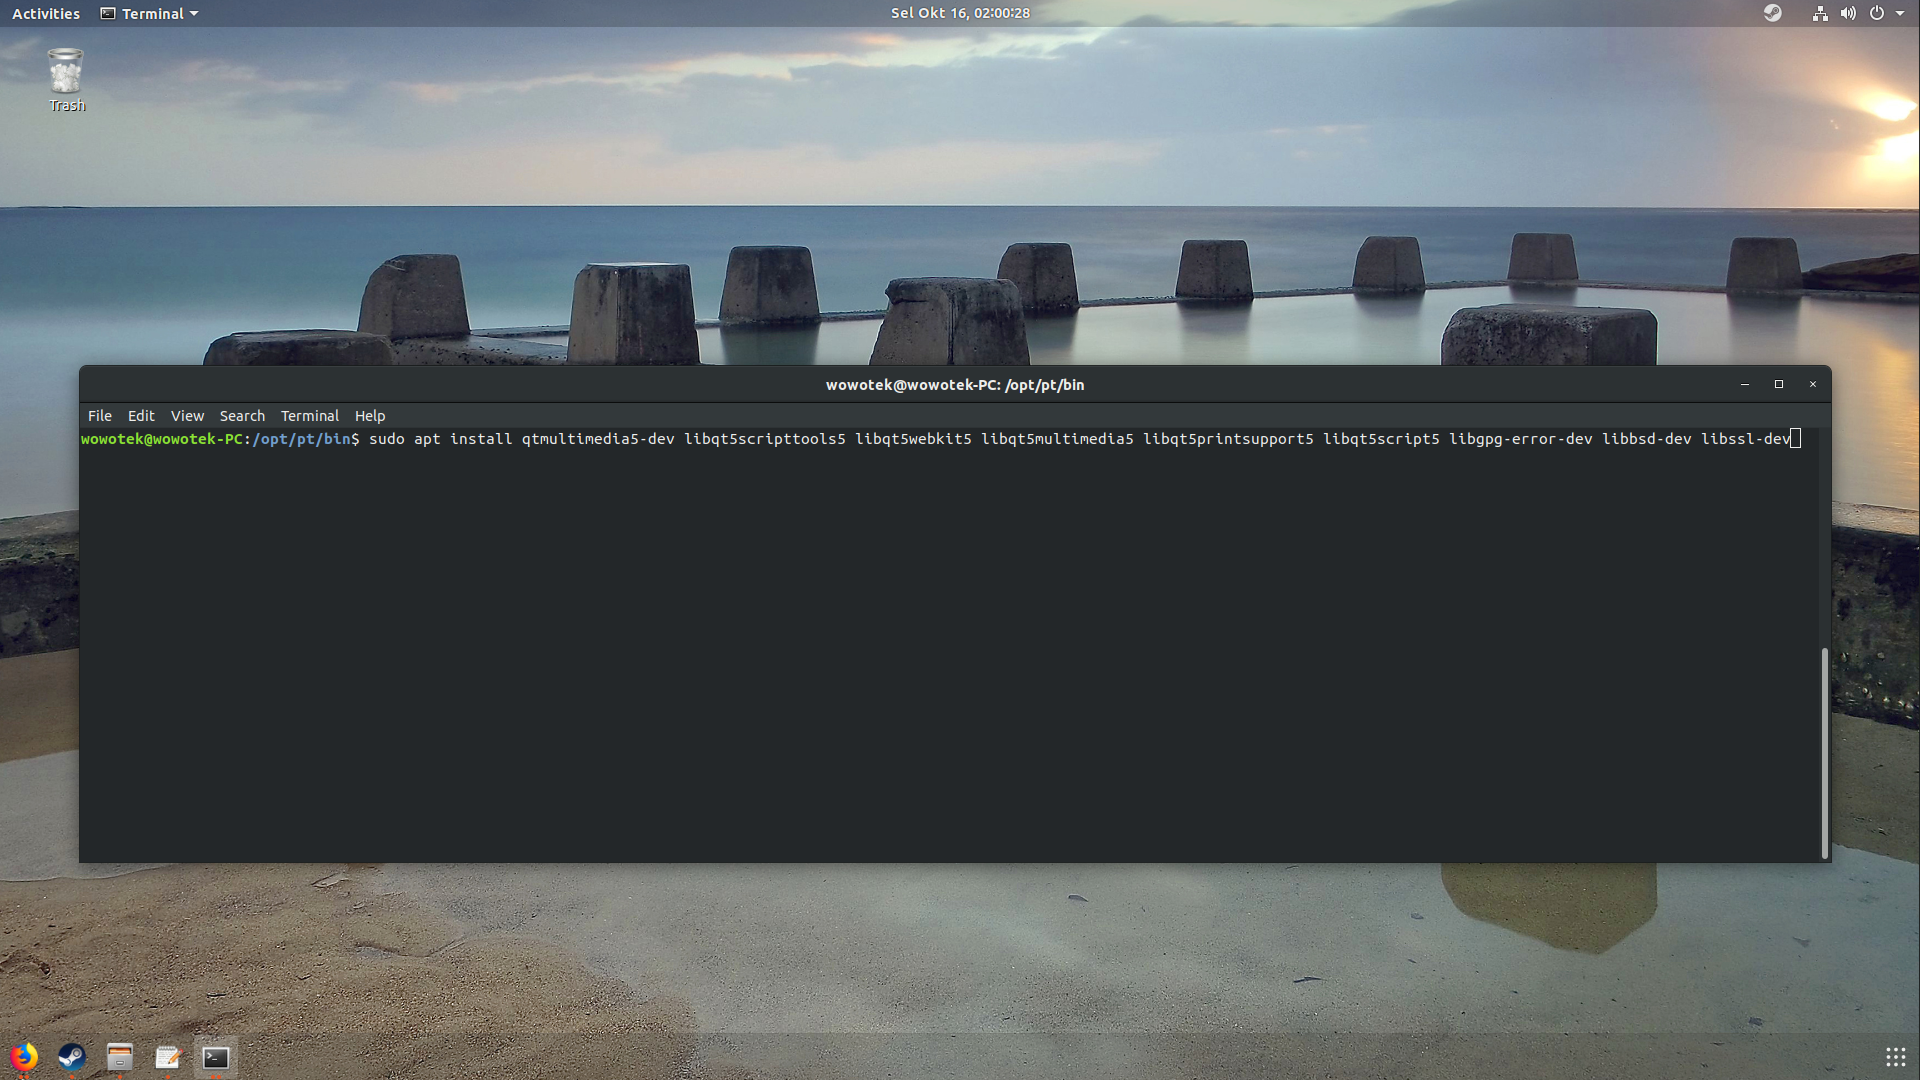 Activities Terminal Sel Okt 16, 02:00:28
Trash
wowotek@wowotek-PC: /opt/pt/bin
File Edit View Search Terminal Help
wowotek@wowotek-PC:/opt/pt/bin$ sudo apt install qtmultimedia5-dev libqt5scripttools5 libqt5webkit5 libqt5multimedia5 libqt5printsupport5 libqt5script5 libgpg-error-dev libbsd-dev libssl-dev